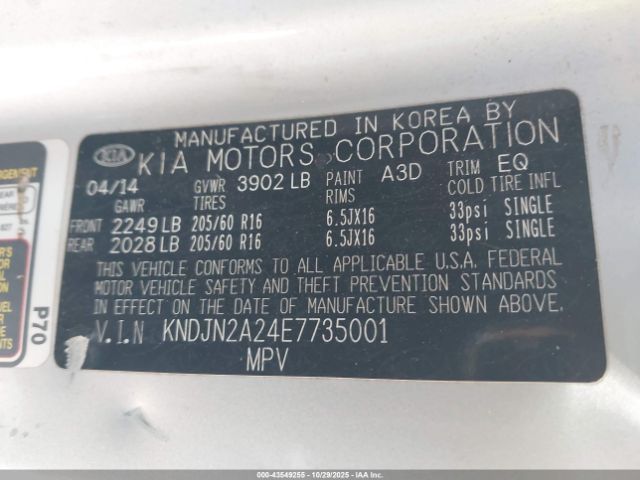 MANUFACTURED IN KOREA BY
KIA KIA MOTORS CORPORATION
04/14 GVWR 3902 LB PAINT A3D TRIM EQ
GAWR TIRES RIMS COLD TIRE INFL
FRONT 2249 LB 205/60 R16 6.5JX16 33psi SINGLE
REAR 2028 LB 205/60 R16 6.5JX16 33psi SINGLE
THIS VEHICLE CONFORMS TO ALL APPLICABLE U.S.A. FEDERAL
MOTOR VEHICLE SAFETY AND THEFT PREVENTION STANDARDS
IN EFFECT ON THE DATE OF MANUFACTURE SHOWN ABOVE.
V.I.N KNDJN2A24E7735001
MPV
P70
000-43549255 - 10/29/2025 - IAAI.CA